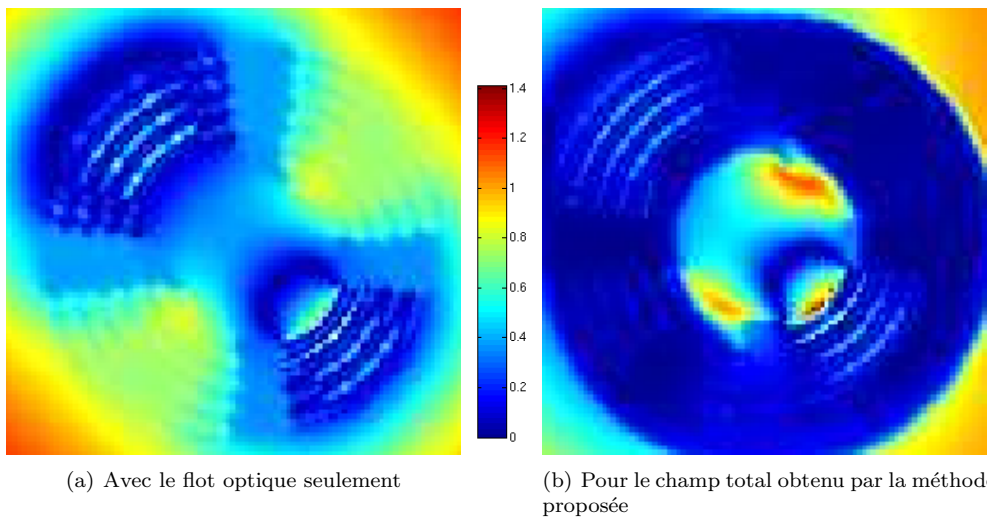 1.4
1.2
1
0.8
0.6
0.4
0.2
0
(a) Avec le flot optique seulement
(b) Pour le champ total obtenu par la méthod
proposée